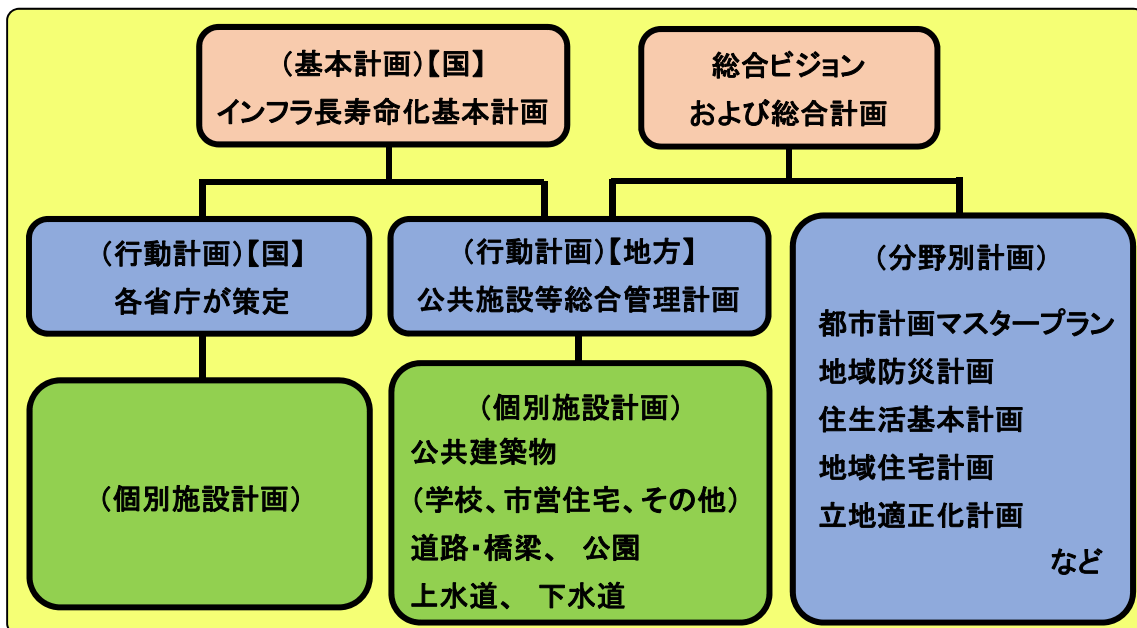 (基本計画)【国】
インフラ長寿命化基本計画
総合ビジョン
および総合計画
(行動計画)【国】
各省庁が策定
(行動計画)【地方】
公共施設等総合管理計画
(分野別計画)
都市計画マスタープラン
地域防災計画
住生活基本計画
地域住宅計画
立地適正化計画
など
(個別施設計画)
(個別施設計画)
公共建築物
(学校、市営住宅、その他)
道路・橋梁、 公園
上水道、 下水道